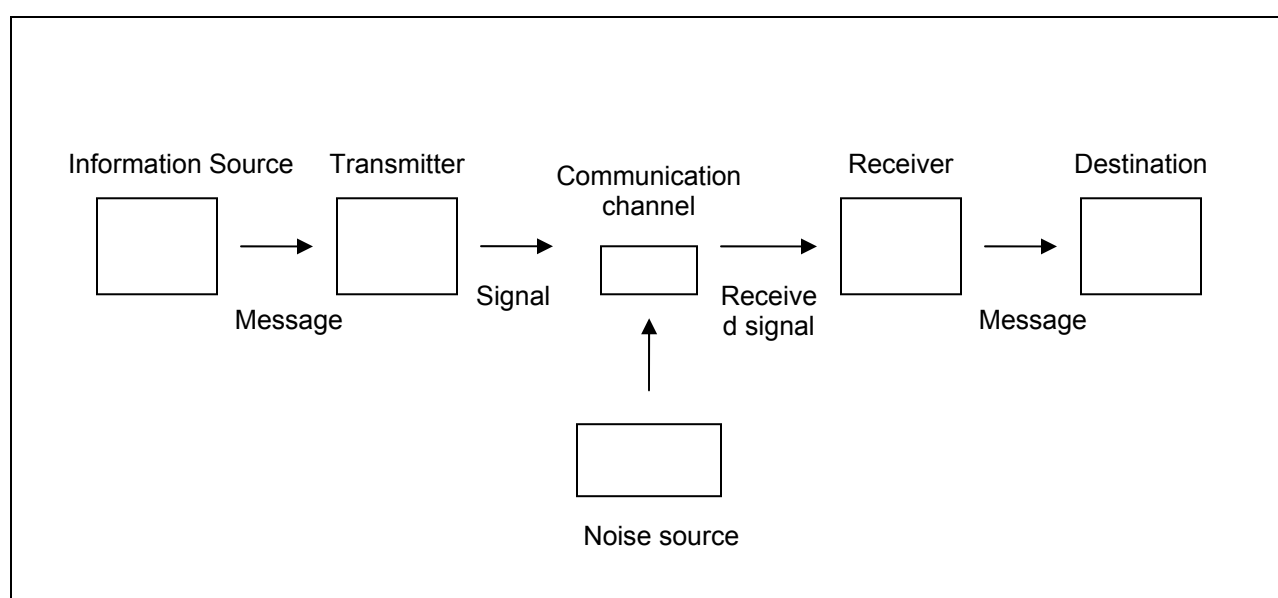 Information Source
Transmitter
Communication
channel
Receiver
Destination
Message
Signal
Receive
d signal
Message
Noise source